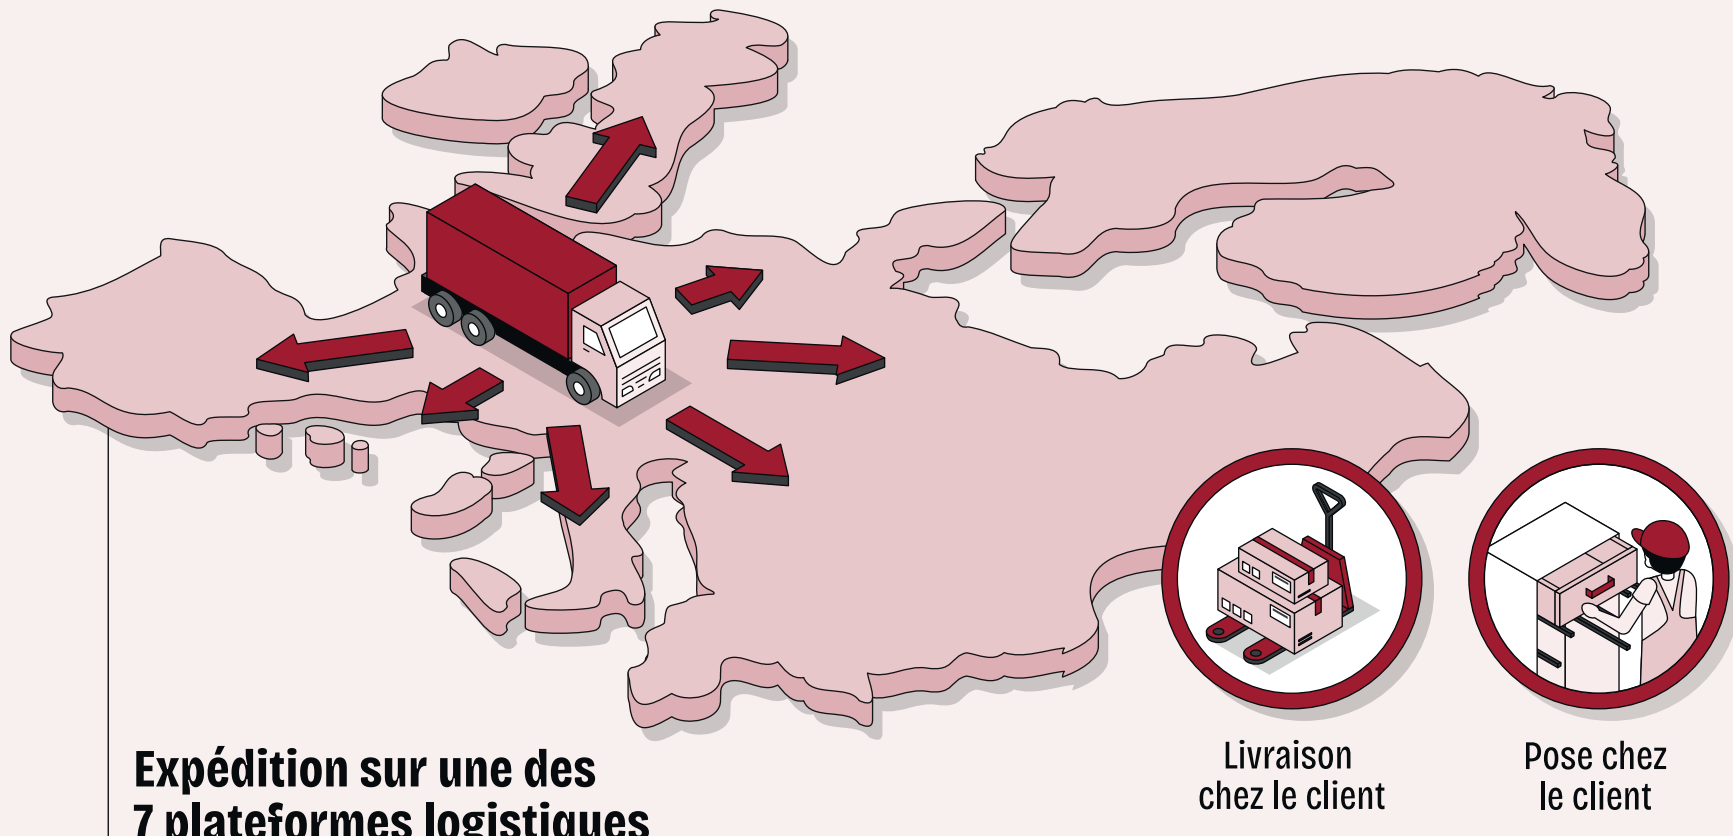 Expédition sur une des
7 plateformes logistiques
Livraison
chez le client
Pose chez
le client